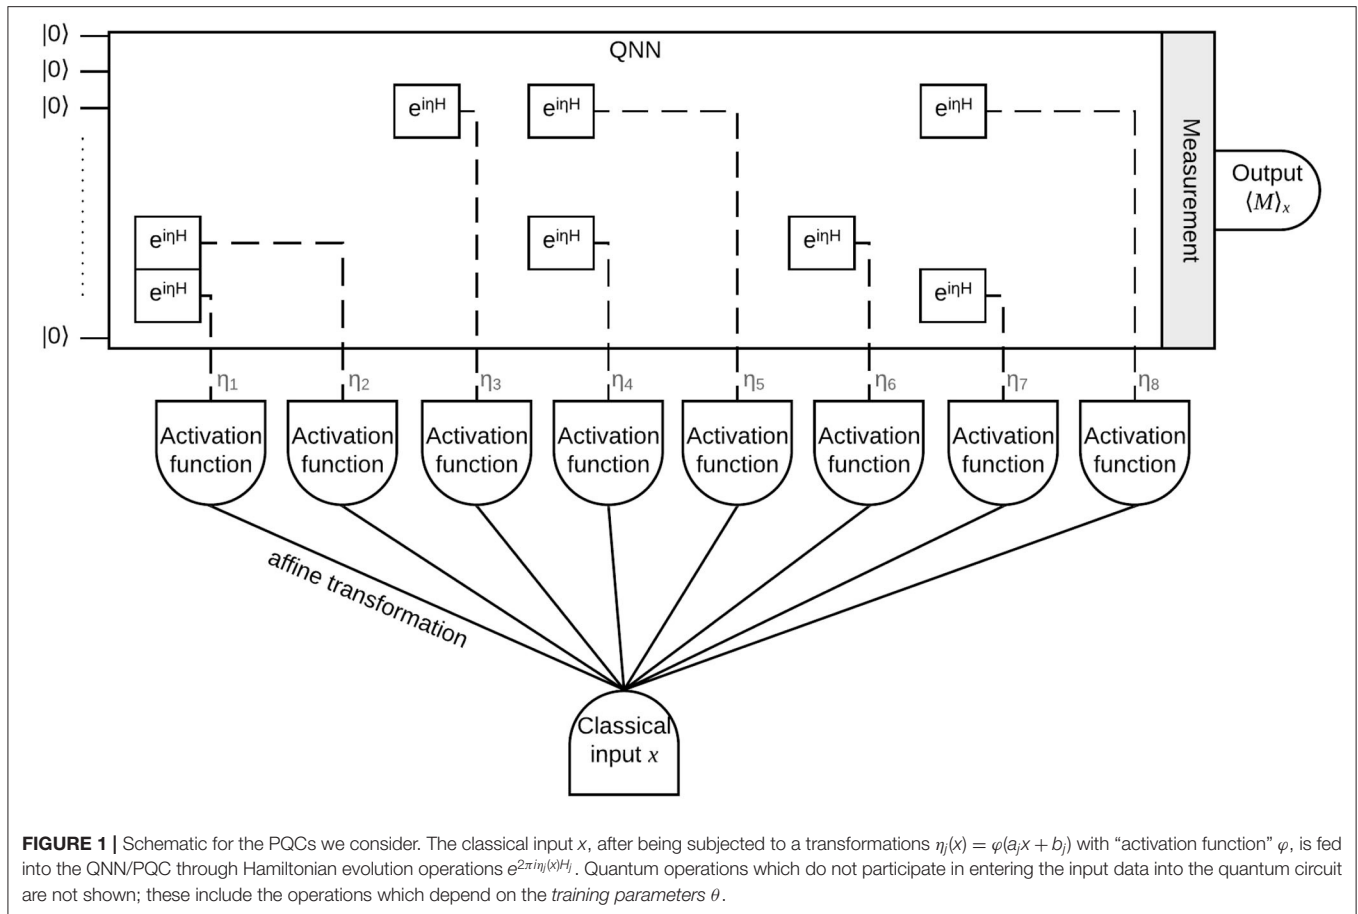 |0⟩
|0⟩
|0⟩
|0⟩
QNN
e^{iηH}
e^{iηH}
e^{iηH}
e^{iηH}
e^{iηH}
e^{iηH}
e^{iηH}
e^{iηH}
Measurement
Output
⟨M⟩ₓ
η₁
η₂
η₃
η₄
η₅
η₆
η₇
η₈
Activation
function
Activation
function
Activation
function
Activation
function
Activation
function
Activation
function
Activation
function
Activation
function
affine transformation
Classical
input x
FIGURE 1 | Schematic for the PQCs we consider. The classical input x, after being subjected to a transformations η_j(x) = φ(a_jx + b_j) with “activation function” φ, is fed
into the QNN/PQC through Hamiltonian evolution operations e^{2πiη_j(x)H_j}. Quantum operations which do not participate in entering the input data into the quantum circuit
are not shown; these include the operations which depend on the training parameters θ.